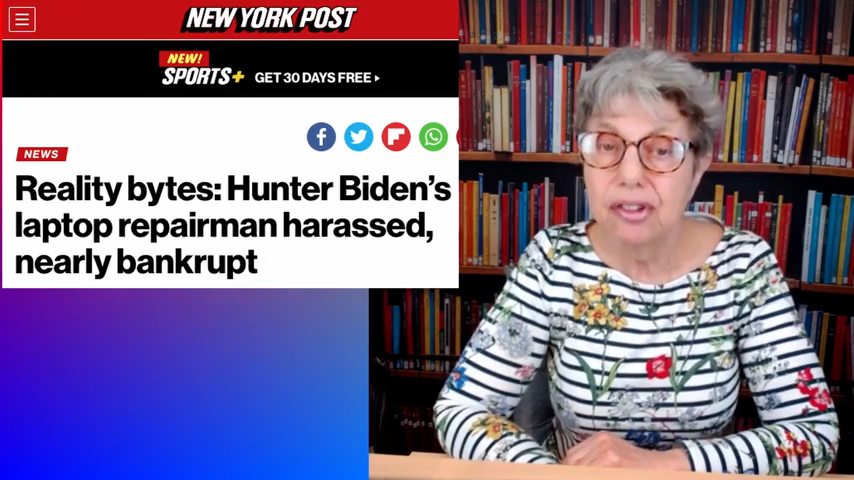 NEW YORK POST
NEW!
SPORTS+ GET 30 DAYS FREE
NEWS
Reality bytes: Hunter Biden's
laptop repairman harassed,
nearly bankrupt